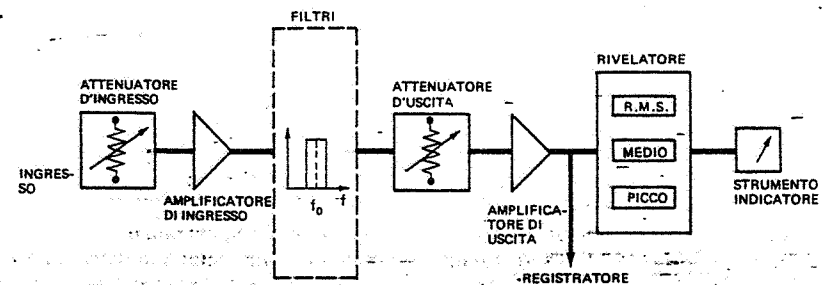 FILTRI
ATTENUATORE
D'INGRESSO
INGRES-
SO
AMPLIFICATORE
DI INGRESSO
f₀
f
ATTENUATORE
D'USCITA
AMPLIFICA-
TORE DI
USCITA
REGISTRATORE
RIVELATORE
R.M.S.
MEDIO
PICCO
STRUMENTO
INDICATORE